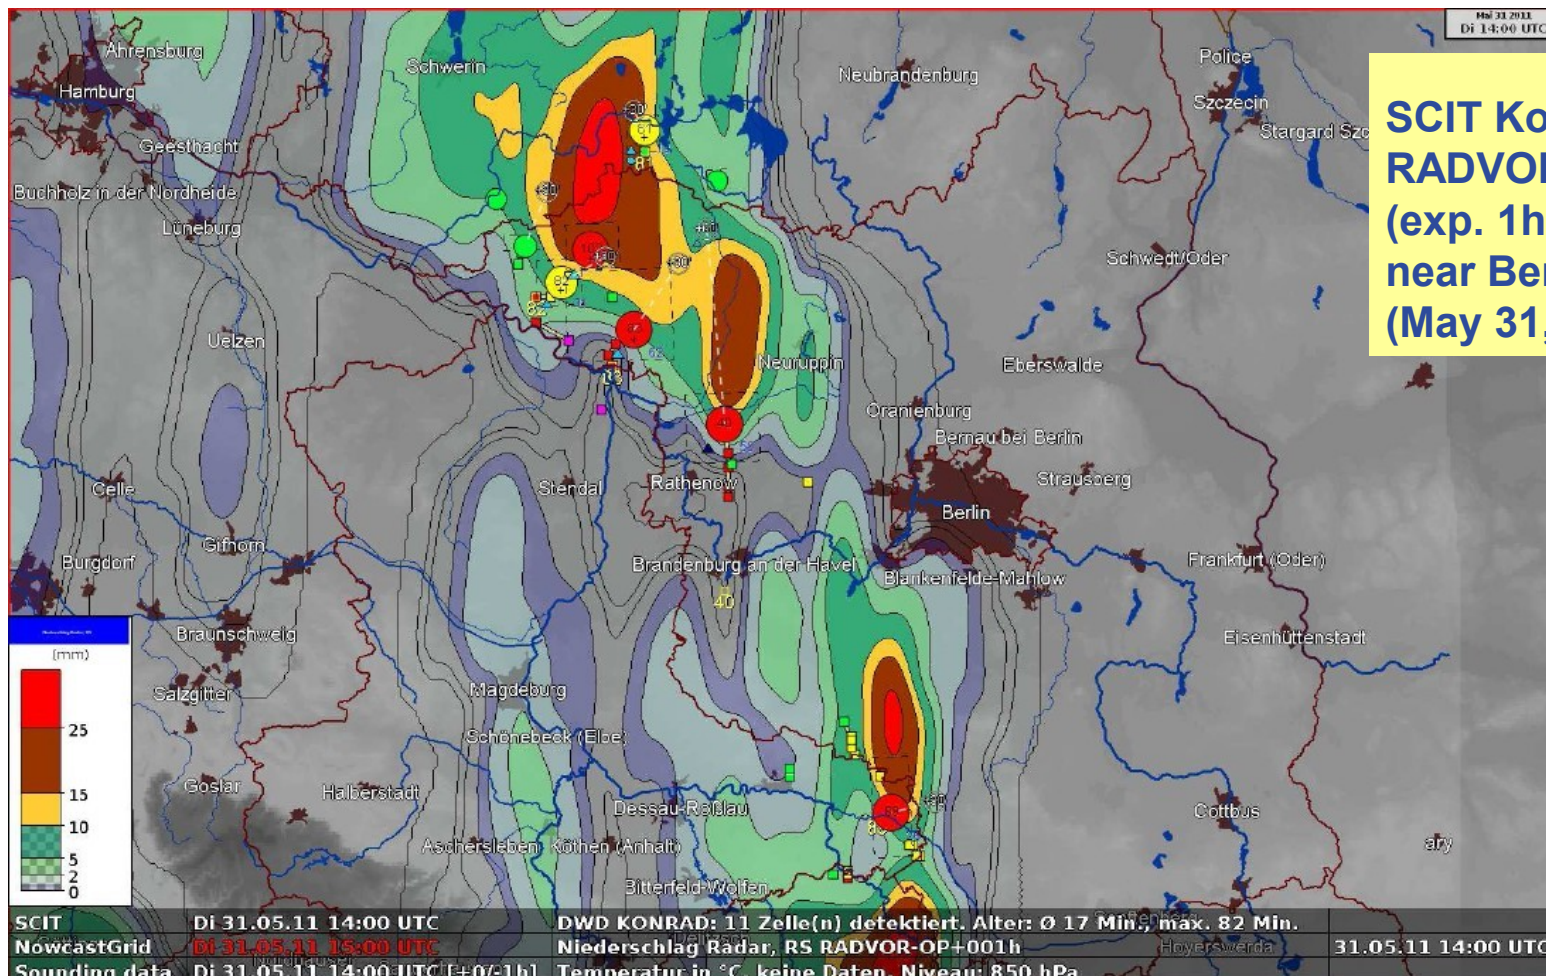 Mai 31 2011
Di 14:00 UTC
SCIT Ko
RADVOR
(exp. 1h
near Ber
(May 31,
Ahrensburg
Hamburg
Geesthacht
Buchholz in der Nordheide
Lüneburg
Schwerin
Neubrandenburg
Police
Szczecin
Stargard Szc
Schwedt/Oder
Uelzen
Neuruppin
Eberswalde
Oranienburg
Bernau bei Berlin
Strausberg
Celle
Stendal
Rathenow
Berlin
Gifhorn
Burgdorf
Brandenburg an der Havel
Blankenfelde-Mahlow
Frankfurt (Oder)
40
Braunschweig
Eisenhüttenstadt
Salzgitter
Magdeburg
Schönebeck (Elbe)
Goslar
Halberstadt
Dessau-Roßlau
Cottbus
Aschersleben
Köthen (Anhalt)
ary
Bitterfeld-Wolfen
81
82
83
+30'
(mm)
25
15
10
5
2
0
SCIT Di 31.05.11 14:00 UTC DWD KONRAD: 11 Zelle(n) detektiert. Alter: Ø 17 Min., max. 82 Min.
NowcastGrid Di 31.05.11 15:00 UTC Niederschlag Radar, RS RADVOR-OP+001h Hoyerswerda 31.05.11 14:00 UTC
Sounding data Di 31.05.11 14:00 UTC [+0/-1h] Temperatur in °C, keine Daten, Niveau: 850 hPa